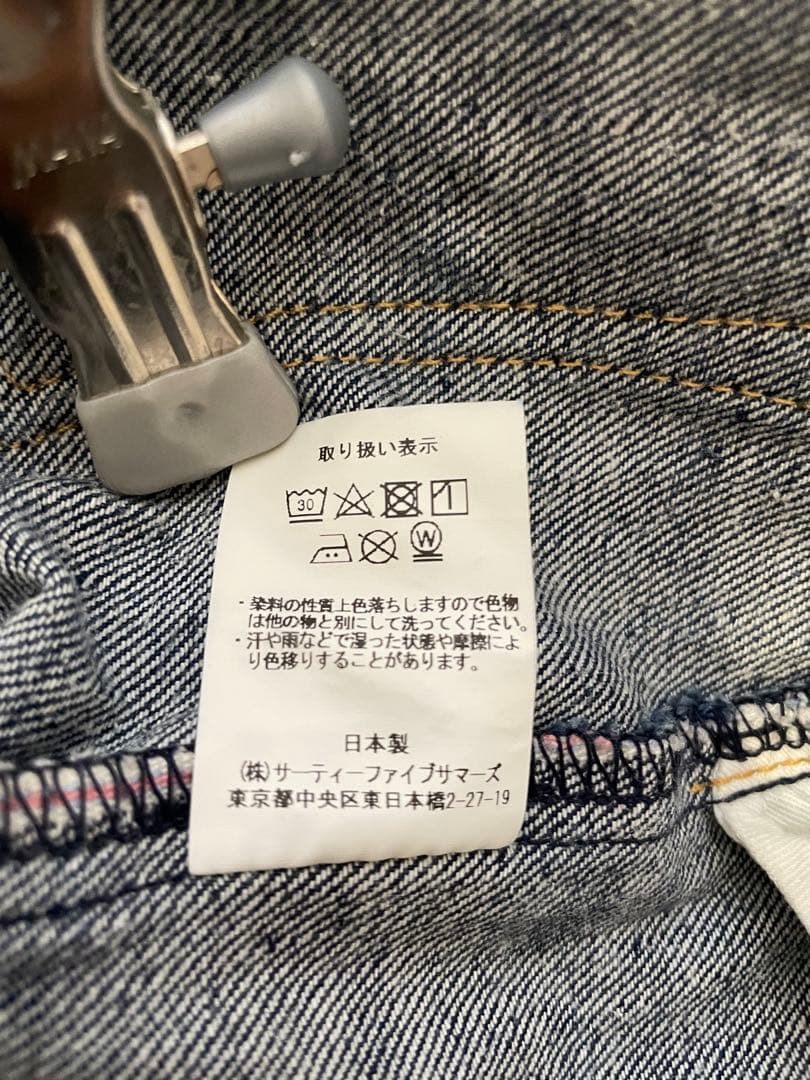 取り扱い表示
30
W
・染料の性質上色落ちしますので色物
は他の物と別にして洗ってください。
・汗や雨などで湿った状態や摩擦によ
り色移りすることがあります。
日本製
(株)サーティーファイブサマーズ
東京都中央区東日本橋2-27-19